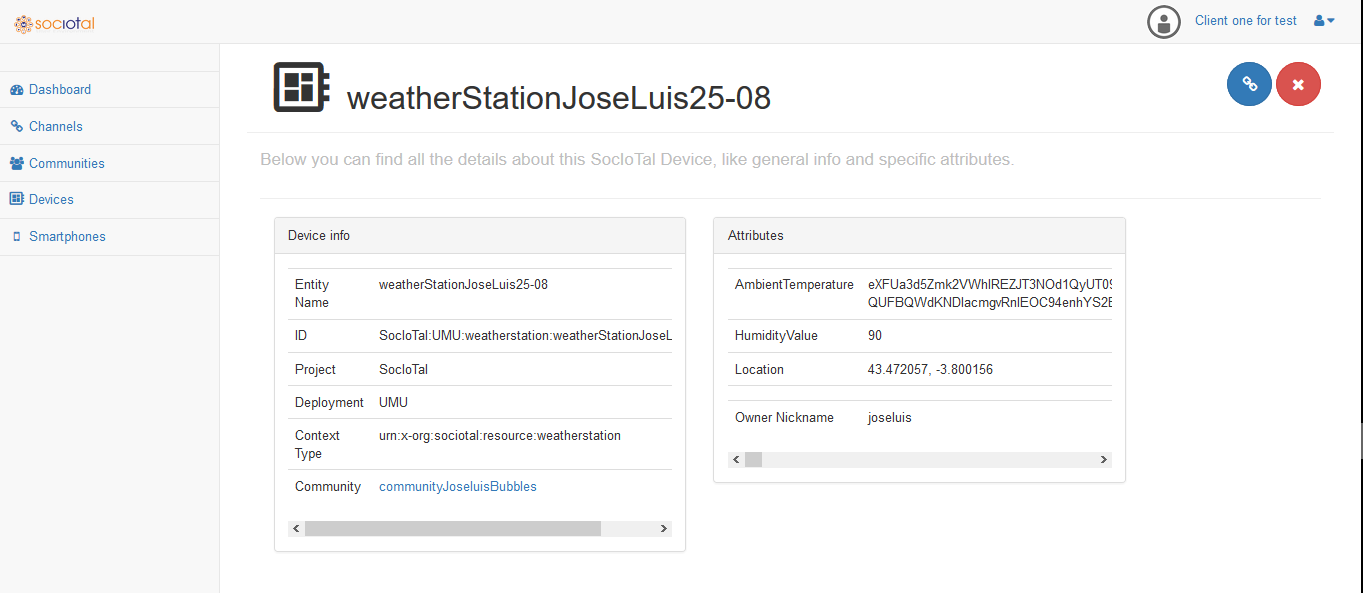 sociotal
Client one for test
Dashboard
Channels
Communities
Devices
Smartphones
weatherStationJoseLuis25-08
Below you can find all the details about this SocIoTal Device, like general info and specific attributes.
Device info
Entity Name weatherStationJoseLuis25-08
ID SocIoTal:UMU:weatherstation:weatherStationJoseL
Project SocIoTal
Deployment UMU
Context Type urn:x-org:sociotal:resource:weatherstation
Community communityJoseluisBubbles
Attributes
AmbientTemperature
HumidityValue 90
Location 43.472057, -3.800156
Owner Nickname joseluis